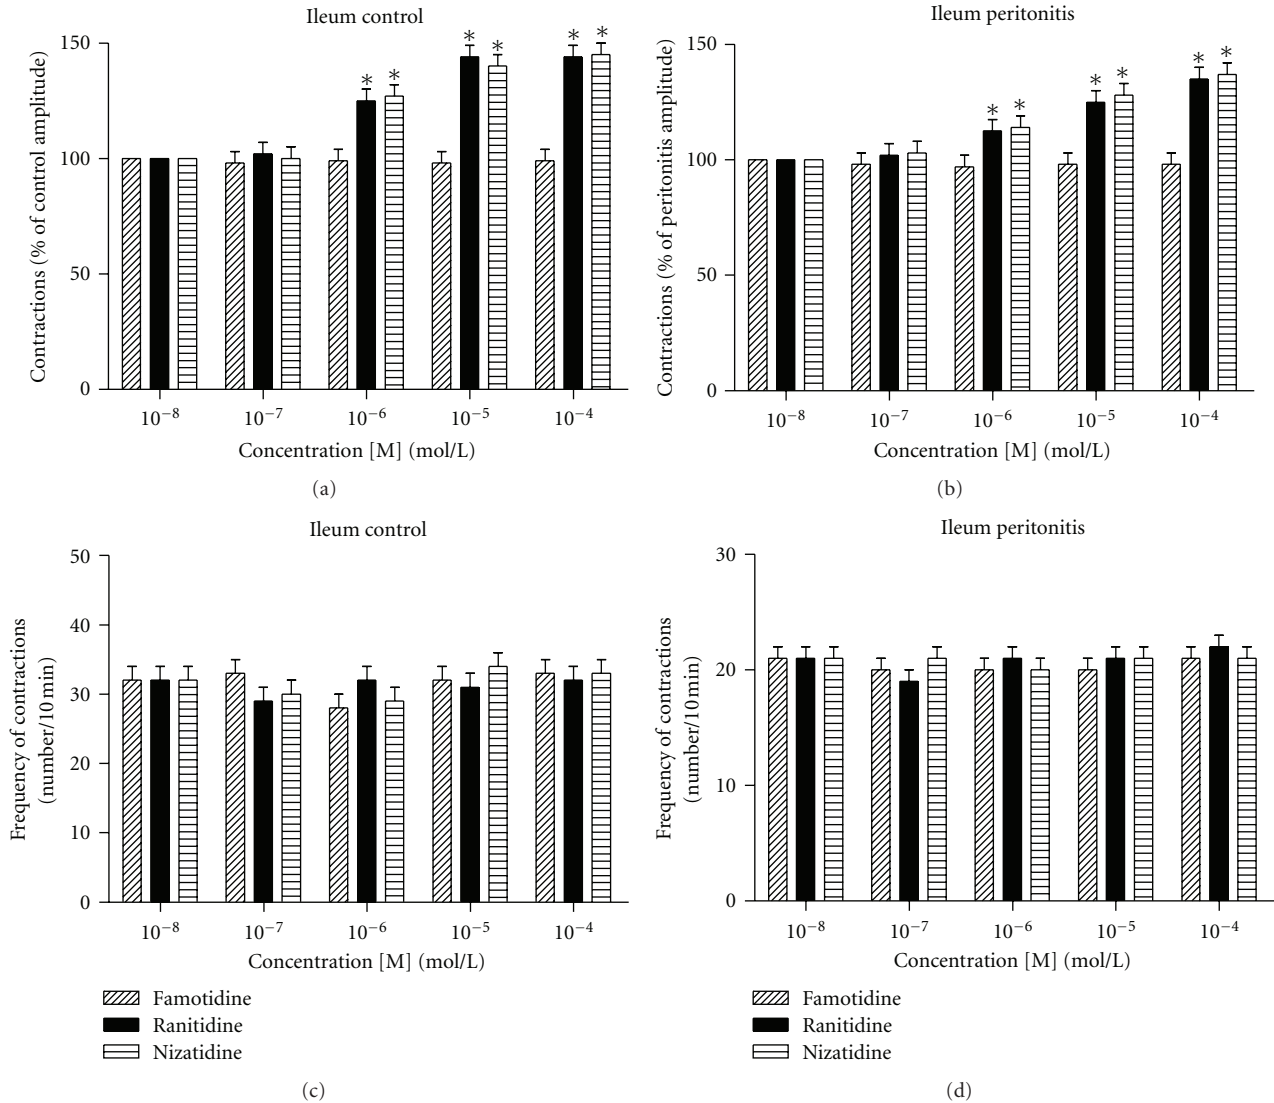 Ileum control
Contractions (% of control amplitude)
150
100
50
0
* * * * * *
10−8 10−7 10−6 10−5 10−4
Concentration [M] (mol/L)
(a)
Ileum peritonitis
Contractions (% of peritonitis amplitude)
150
100
50
0
* * * * * *
10−8 10−7 10−6 10−5 10−4
Concentration [M] (mol/L)
(b)
Ileum control
Frequency of contractions
(number/10 min)
50
40
30
20
10
0
10−8 10−7 10−6 10−5 10−4
Concentration [M] (mol/L)
Famotidine
Ranitidine
Nizatidine
(c)
Ileum peritonitis
Frequency of contractions
(number/10 min)
30
20
10
0
10−8 10−7 10−6 10−5 10−4
Concentration [M] (mol/L)
Famotidine
Ranitidine
Nizatidine
(d)